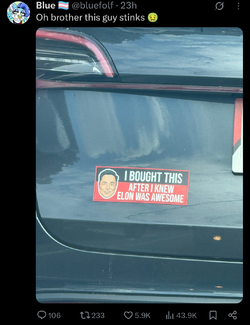 Blue 🏳️‍⚧️ @bluefolf · 23h
Oh brother this guy stinks 🤢
I BOUGHT THIS
AFTER I KNEW
ELON WAS AWESOME
106 233 5.9K 43.9K